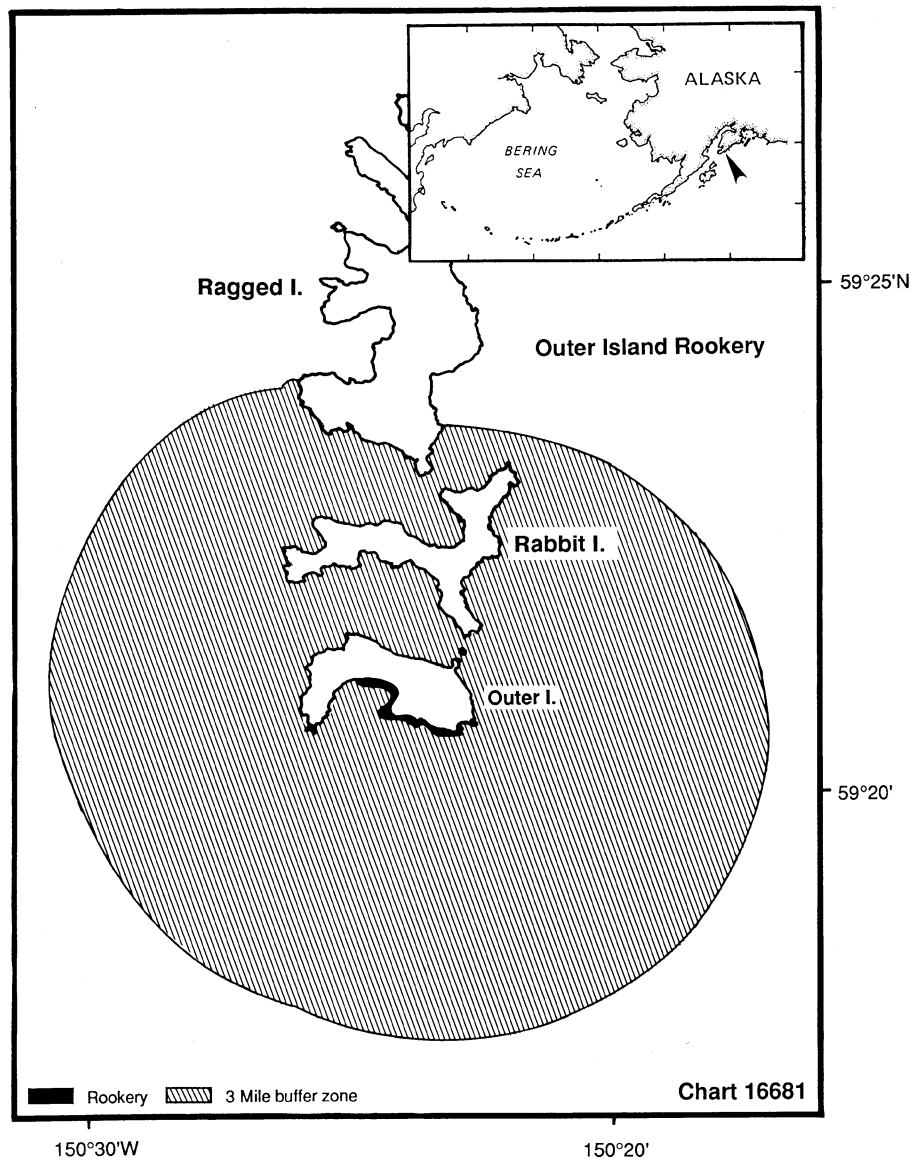 ALASKA
BERING
SEA
59°25'N
Ragged I.
Outer Island Rookery
Rabbit I.
Outer I.
59°20'
Rookery
3 Mile buffer zone
Chart 16681
150°30'W
150°20'